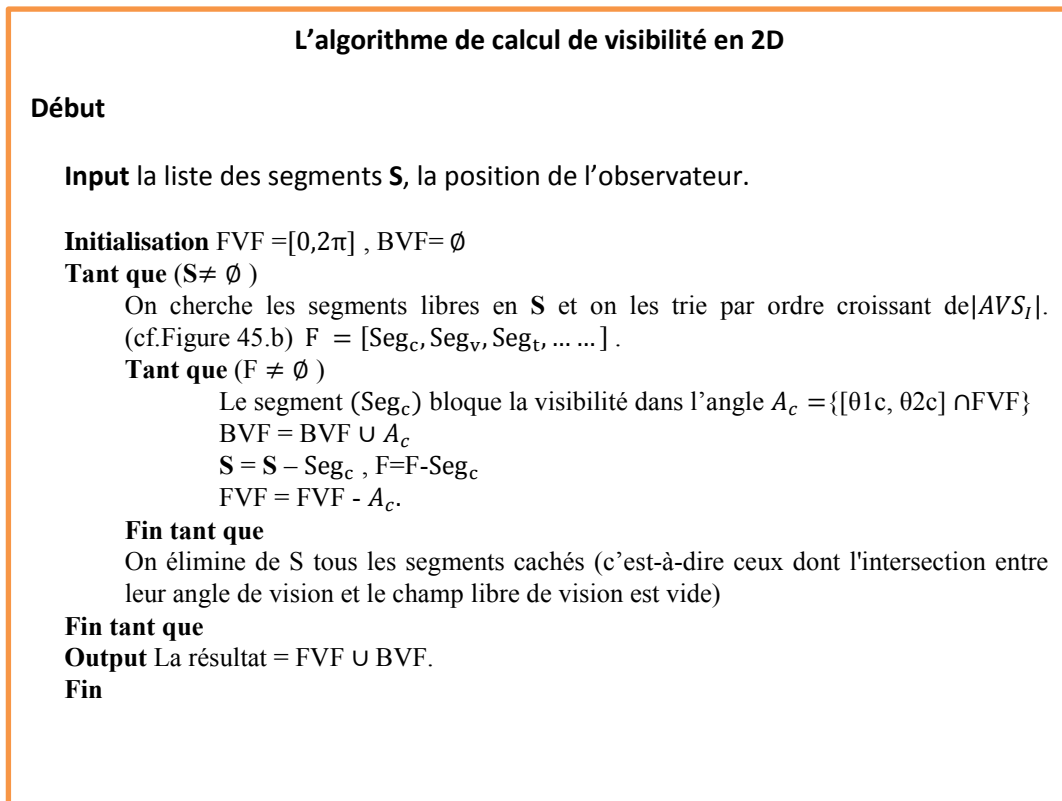 L’algorithme de calcul de visibilité en 2D
Début
Input la liste des segments S, la position de l’observateur.
Initialisation FVF =[0,2π] , BVF= ∅
Tant que (S≠ ∅ )
On cherche les segments libres en S et on les trie par ordre croissant de|AVS_I|.
(cf.Figure 45.b) F = [Seg_c, Seg_v, Seg_t, … … ] .
Tant que (F ≠ ∅ )
Le segment (Seg_c) bloque la visibilité dans l’angle A_c ={[θ1c, θ2c] ∩FVF}
BVF = BVF ∪ A_c
S = S – Seg_c , F=F-Seg_c
FVF = FVF - A_c.
Fin tant que
On élimine de S tous les segments cachés (c’est-à-dire ceux dont l'intersection entre
leur angle de vision et le champ libre de vision est vide)
Fin tant que
Output La résultat = FVF ∪ BVF.
Fin